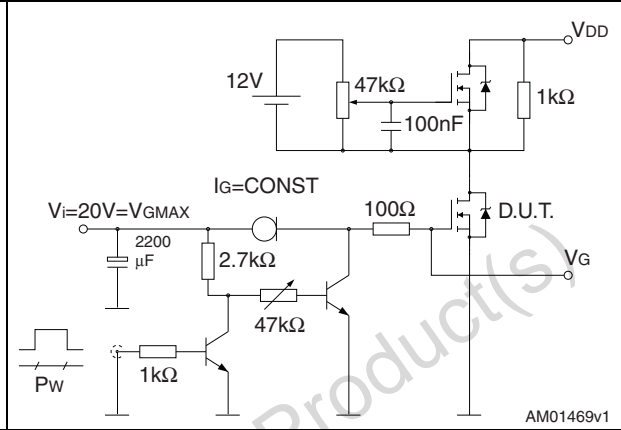 VDD
12V
47kΩ
1kΩ
100nF
IG=CONST
Vi=20V=VGMAX
100Ω
D.U.T.
2200
μF
2.7kΩ
VG
47kΩ
1kΩ
PW
Product(s)
AM01469v1